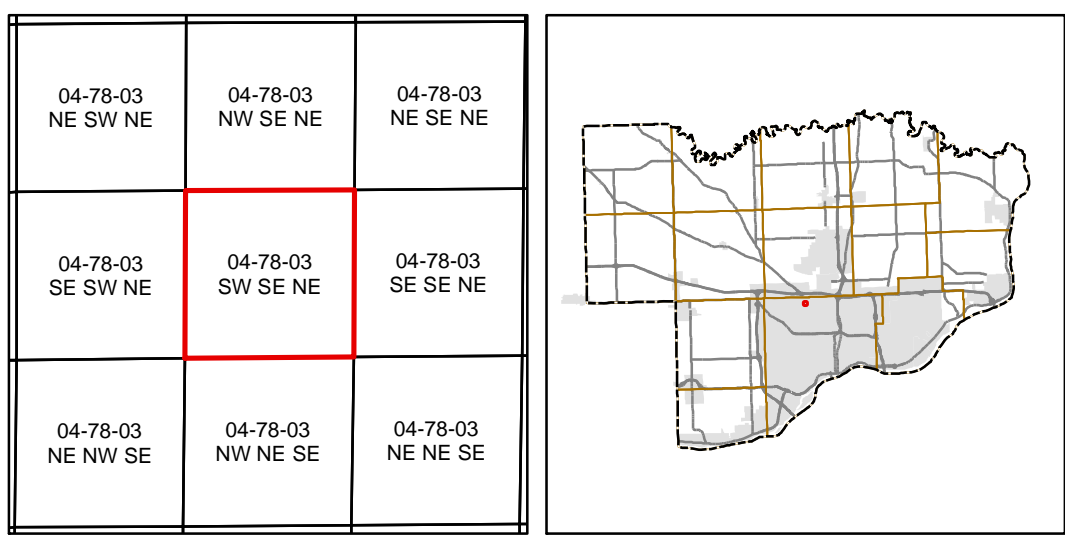 04-78-03
NE SW NE
04-78-03
NW SE NE
04-78-03
NE SE NE
04-78-03
SE SW NE
04-78-03
SW SE NE
04-78-03
SE SE NE
04-78-03
NE NW SE
04-78-03
NW NE SE
04-78-03
NE NE SE